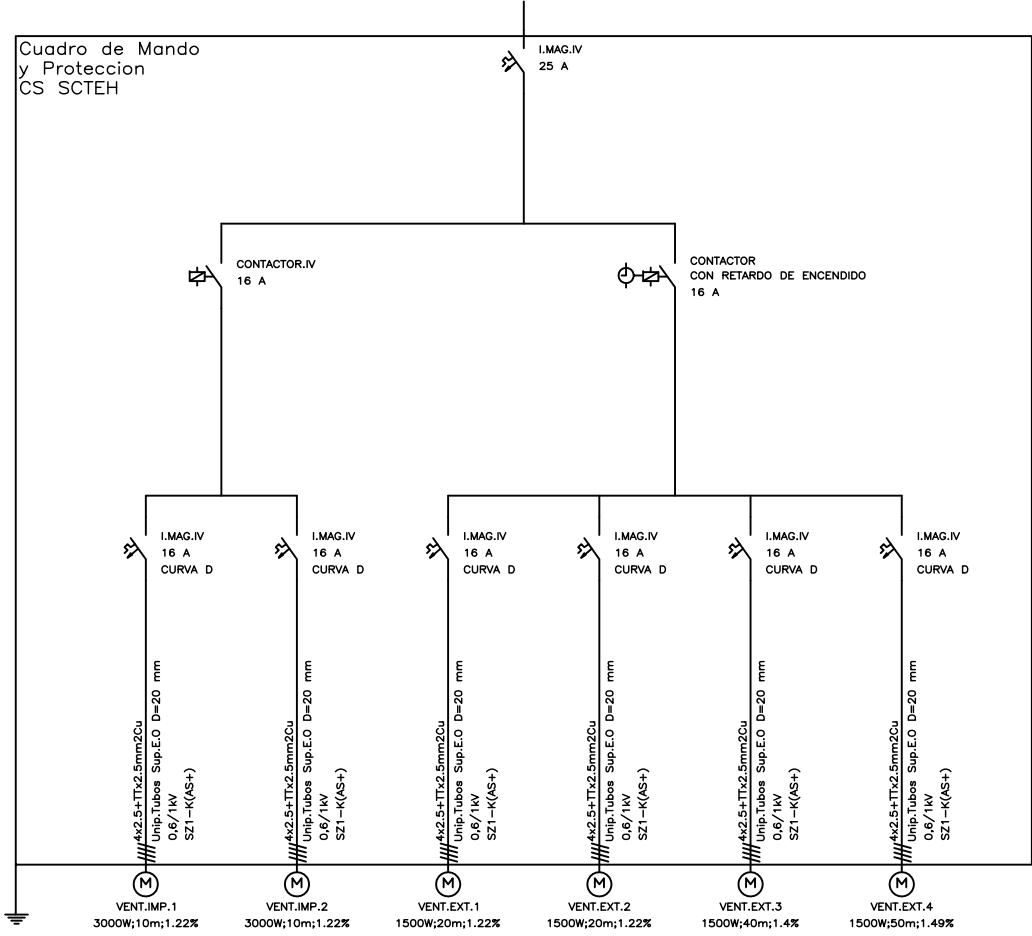 Cuadro de Mando
y Proteccion
CS SCTEH
I.MAG.IV
25 A
CONTACTOR.IV
16 A
CONTACTOR
CON RETARDO DE ENCENDIDO
16 A
I.MAG.IV
16 A
CURVA D
I.MAG.IV
16 A
CURVA D
I.MAG.IV
16 A
CURVA D
I.MAG.IV
16 A
CURVA D
I.MAG.IV
16 A
CURVA D
I.MAG.IV
16 A
CURVA D
4x2.5+TTx2.5mm2Cu
Unip.Tubos Sup.E.O D=20 mm
0,6/1kV
SZ1-K(AS+)
4x2.5+TTx2.5mm2Cu
Unip.Tubos Sup.E.O D=20 mm
0,6/1kV
SZ1-K(AS+)
4x2.5+TTx2.5mm2Cu
Unip.Tubos Sup.E.O D=20 mm
0,6/1kV
SZ1-K(AS+)
4x2.5+TTx2.5mm2Cu
Unip.Tubos Sup.E.O D=20 mm
0,6/1kV
SZ1-K(AS+)
4x2.5+TTx2.5mm2Cu
Unip.Tubos Sup.E.O D=20 mm
0,6/1kV
SZ1-K(AS+)
4x2.5+TTx2.5mm2Cu
Unip.Tubos Sup.E.O D=20 mm
0,6/1kV
SZ1-K(AS+)
M
M
M
M
M
M
VENT.IMP.1
3000W;10m;1.22%
VENT.IMP.2
3000W;10m;1.22%
VENT.EXT.1
1500W;20m;1.22%
VENT.EXT.2
1500W;20m;1.22%
VENT.EXT.3
1500W;40m;1.4%
VENT.EXT.4
1500W;50m;1.49%